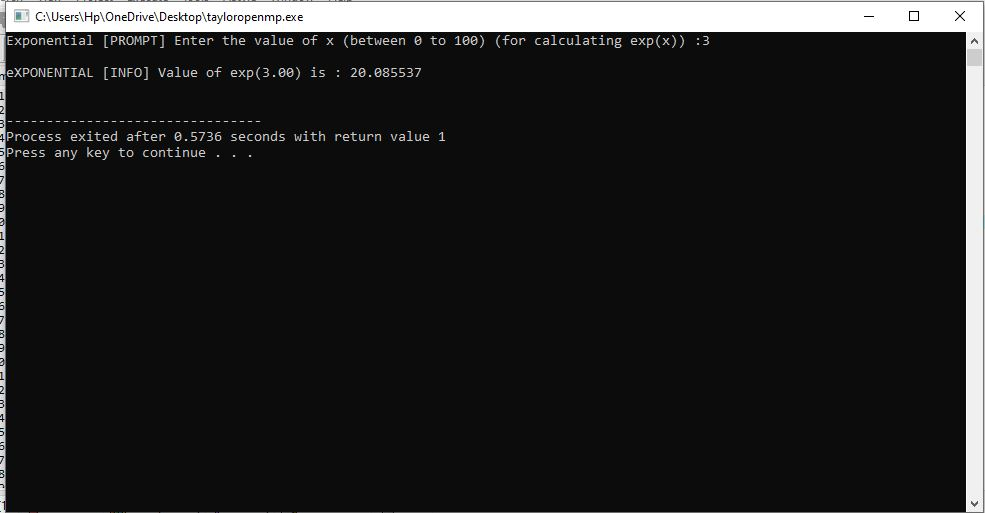 C:\Users\Hp\OneDrive\Desktop\tayloropenmp.exe
Exponential [PROMPT] Enter the value of x (between 0 to 100) (for calculating exp(x)) :3
eXPONENTIAL [INFO] Value of exp(3.00) is : 20.085537
--------------------------------
Process exited after 0.5736 seconds with return value 1
Press any key to continue . . .